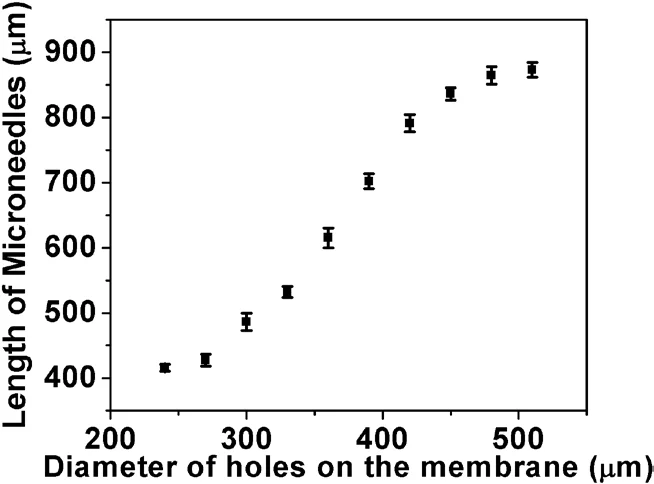 Length of Microneedles (μm)
900
800
700
600
500
400
200 300 400 500
Diameter of holes on the membrane (μm)